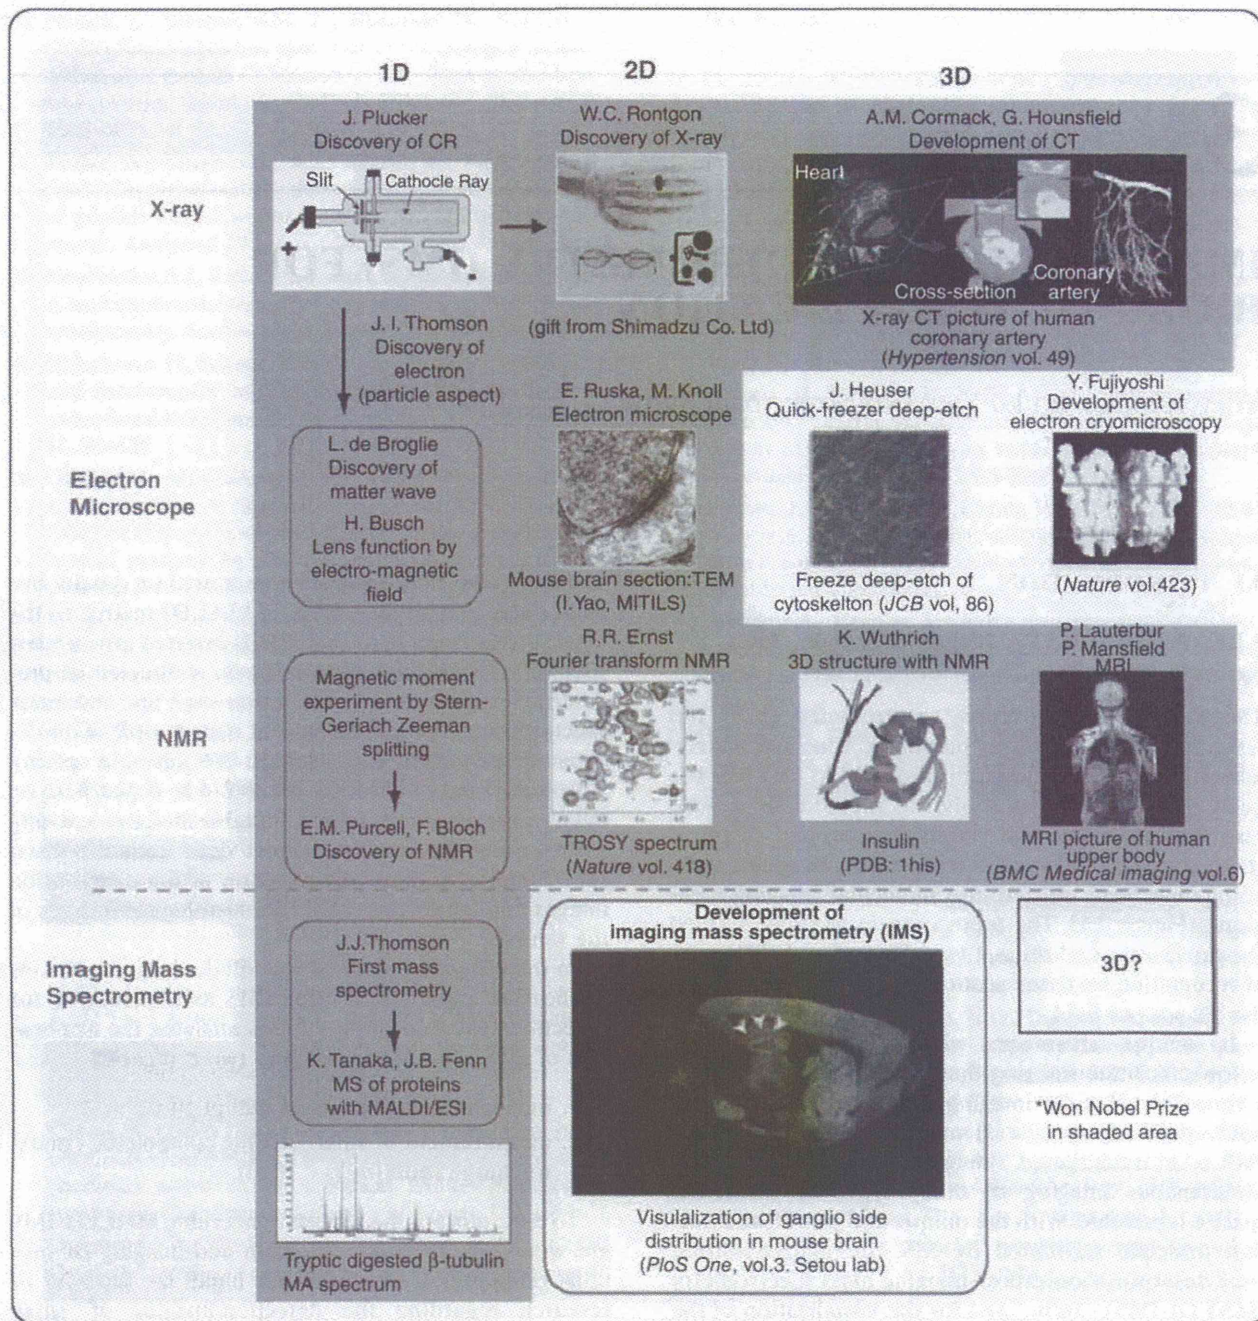 1D
2D
3D
X-ray
J. Plucker
Discovery of CR
Slit
Cathocle Ray
W.C. Rontgon
Discovery of X-ray
(gift from Shimadzu Co. Ltd)
A.M. Cormack, G. Hounsfield
Development of CT
Hearl
Cross-section
Coronary
artery
X-ray CT picture of human
coronary artery
(Hypertension vol. 49)
J. I. Thomson
Discovery of
electron
(particle aspect)
Electron
Microscope
L. de Broglie
Discovery of
matter wave
H. Busch
Lens function by
electro-magnetic
field
E. Ruska, M. Knoll
Electron microscope
Mouse brain section:TEM
(I.Yao, MITILS)
J. Heuser
Quick-freezer deep-etch
Freeze deep-etch of
cytoskelton (JCB vol, 86)
Y. Fujiyoshi
Development of
electron cryomicroscopy
(Nature vol.423)
NMR
Magnetic moment
experiment by Stern-
Geriach Zeeman
splitting
E.M. Purcell, F. Bloch
Discovery of NMR
R.R. Ernst
Fourier transform NMR
TROSY spectrum
(Nature vol. 418)
K. Wuthrich
3D structure with NMR
Insulin
(PDB: 1his)
P. Lauterbur
P. Mansfield
MRI
MRI picture of human
upper body
(BMC Medical imaging vol.6)
Imaging Mass
Spectrometry
J.J.Thomson
First mass
spectrometry
K. Tanaka, J.B. Fenn
MS of proteins
with MALDI/ESI
Tryptic digested β-tubulin
MA spectrum
Development of
imaging mass spectrometry (IMS)
Visulalization of ganglio side
distribution in mouse brain
(PloS One, vol.3. Setou lab)
3D?
*Won Nobel Prize
in shaded area